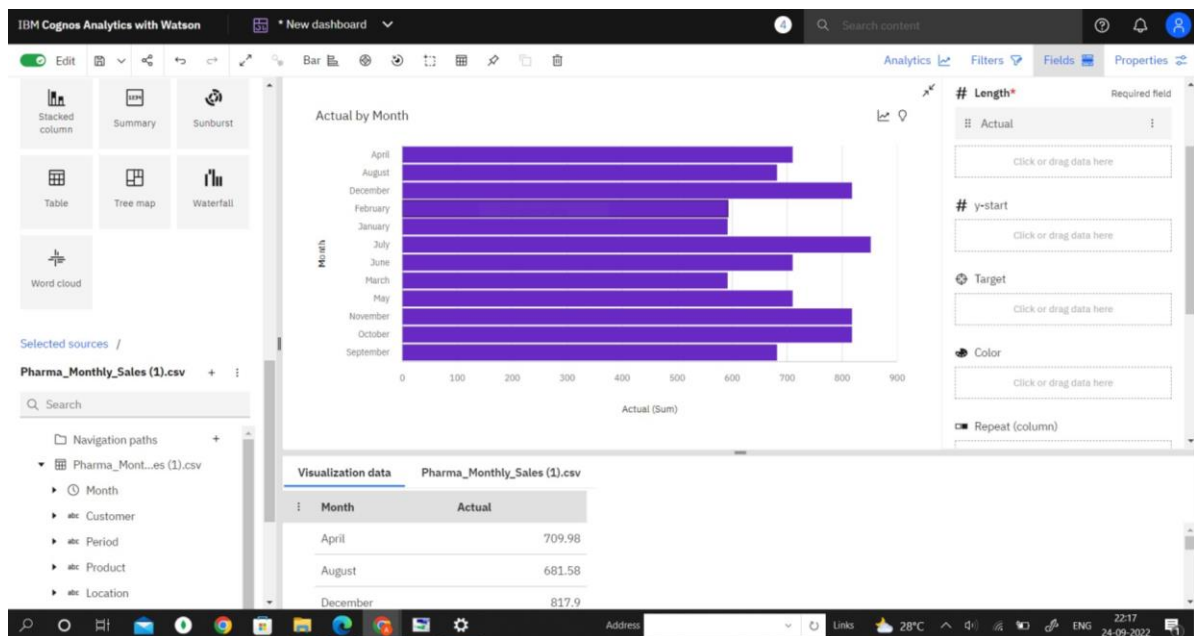 IBM Cognos Analytics with Watson
* New dashboard
4
Search content
Edit
Bar
Analytics
Filters
Fields
Properties
Stacked column
Summary
Sunburst
Table
Tree map
Waterfall
Word cloud
Selected sources /
Pharma_Monthly_Sales (1).csv
Search
Navigation paths
Pharma_Mont...es (1).csv
Month
abc Customer
abc Period
abc Product
abc Location
Actual by Month
Month
April
August
December
February
January
July
June
March
May
November
October
September
0 100 200 300 400 500 600 700 800 900
Actual (Sum)
# Length*
Required field
Actual
Click or drag data here
# y-start
Click or drag data here
Target
Click or drag data here
Color
Click or drag data here
Repeat (column)
Visualization data
Pharma_Monthly_Sales (1).csv
Month Actual
April 709.98
August 681.58
December 817.9
Address
Links
28°C
ENG
22:17
24-09-2022